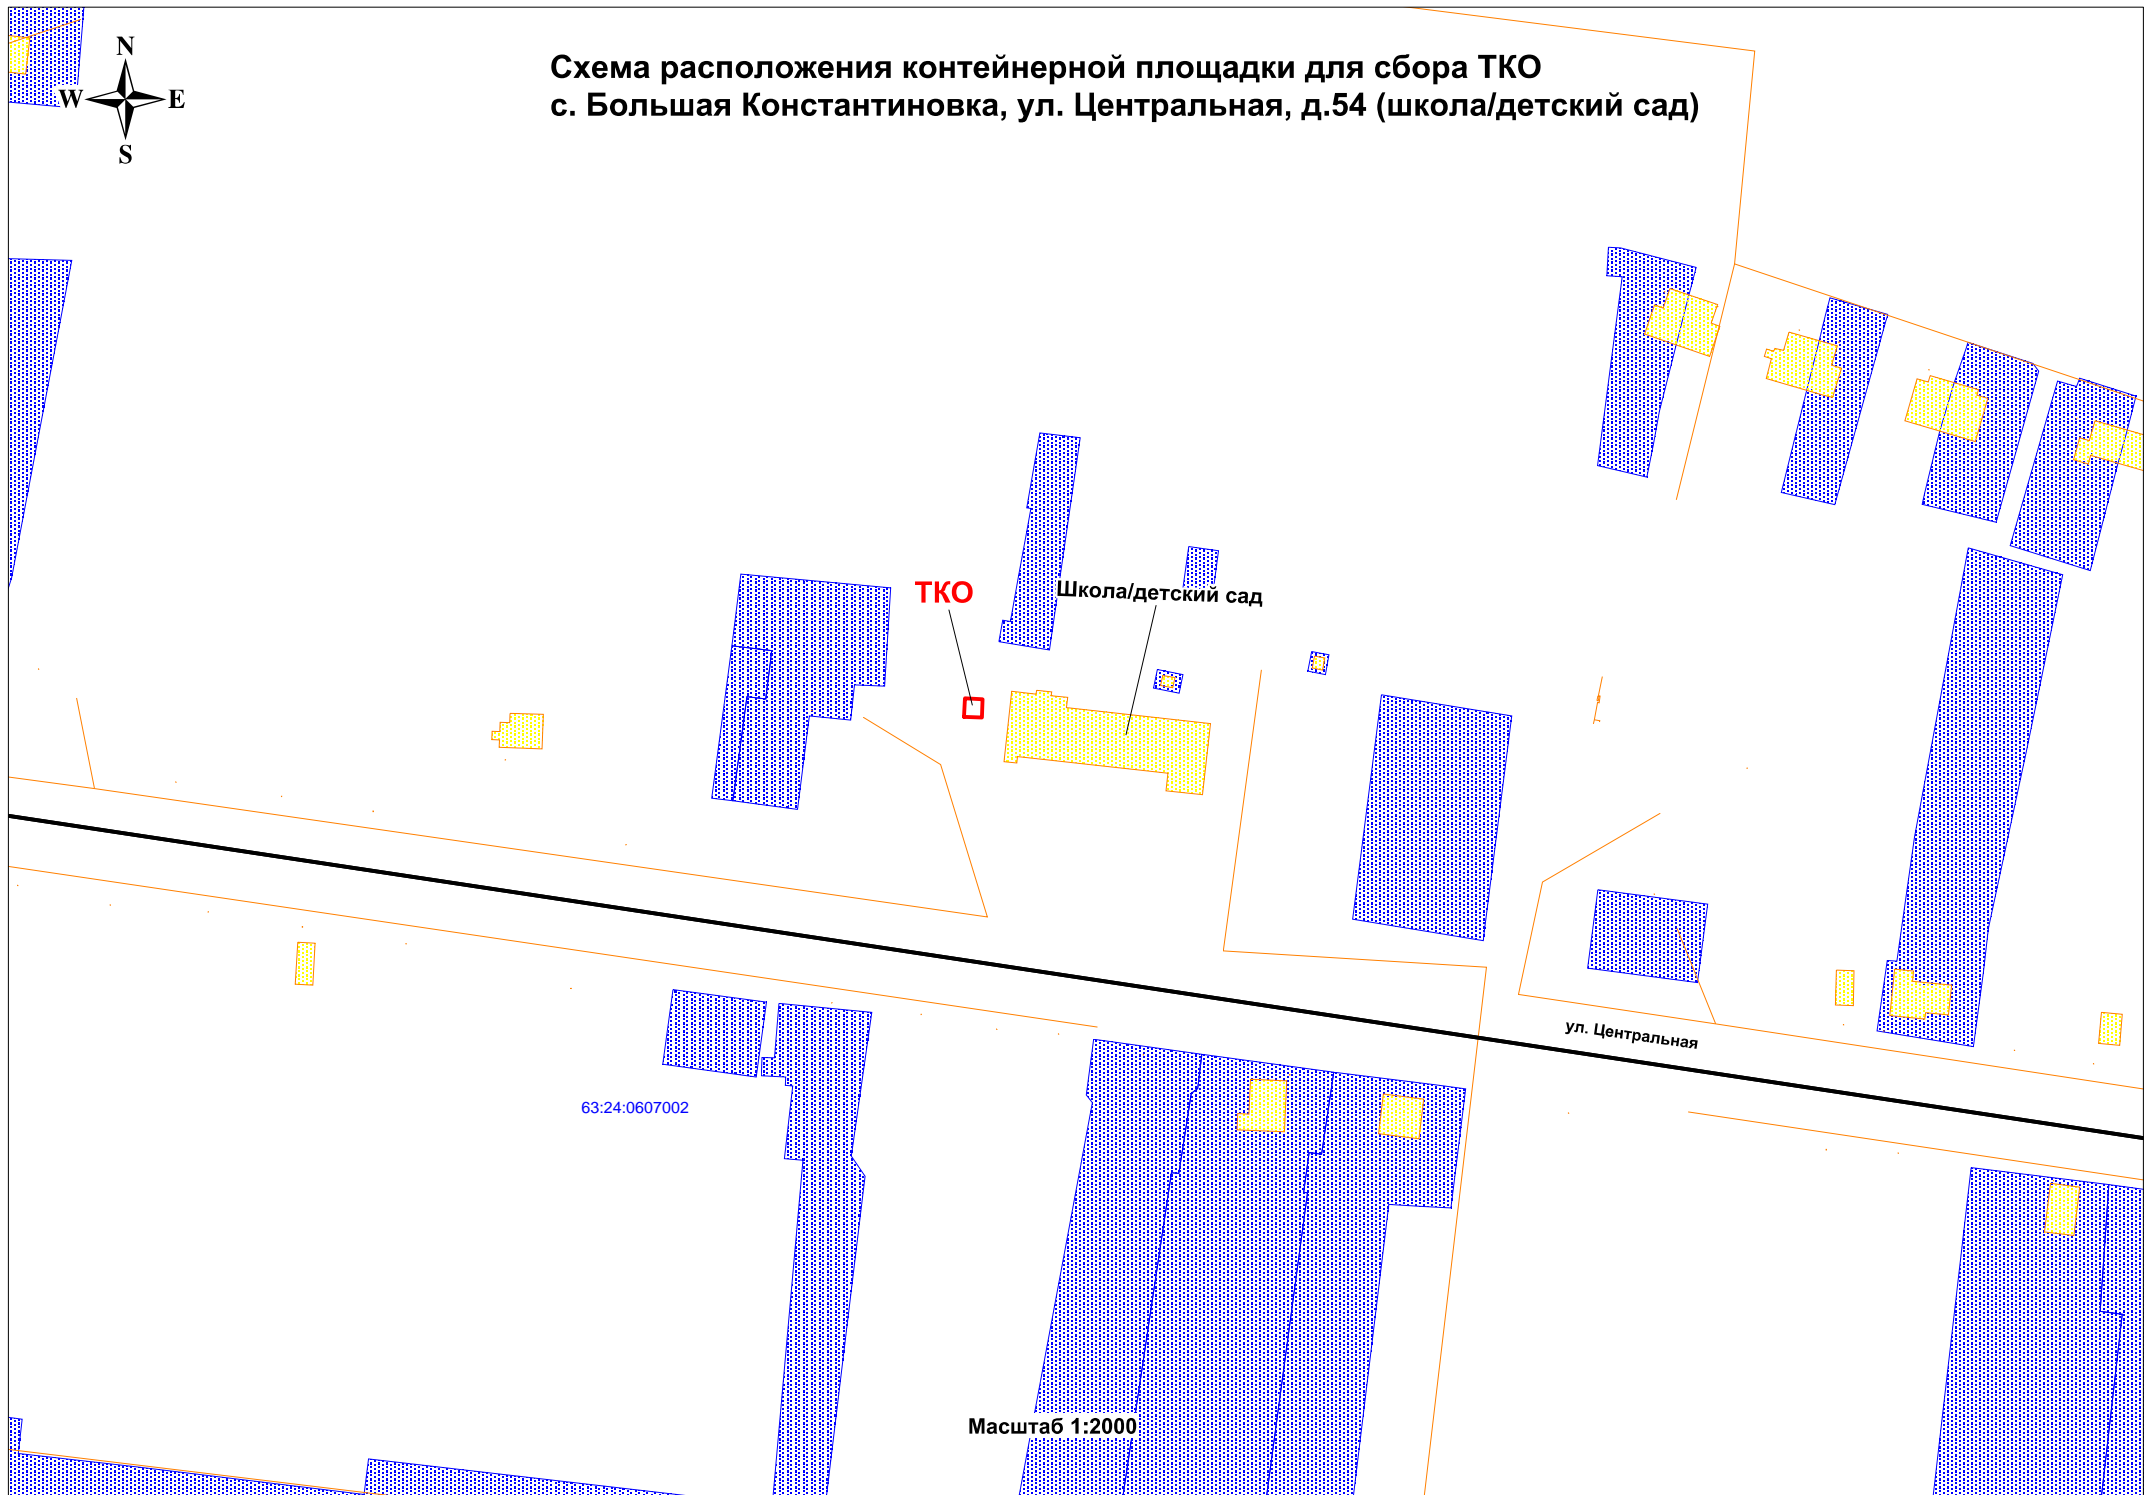 N
W E
S
Схема расположения контейнерной площадки для сбора ТКО
с. Большая Константиновка, ул. Центральная, д.54 (школа/детский сад)
ТКО
Школа/детский сад
ул. Центральная
63:24:0607002
Масштаб 1:2000